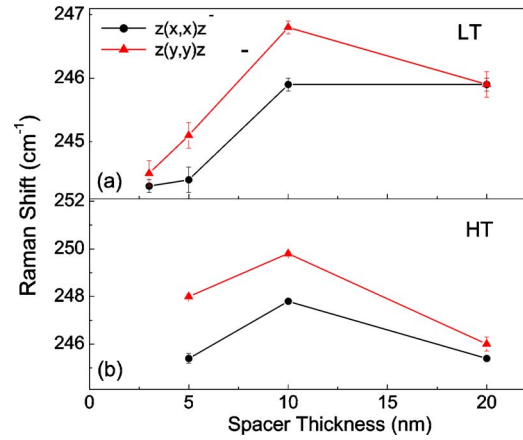 247
z(x,x)z̄
z(y,y)z̄
LT
246
245
(a)
Raman Shift (cm⁻¹)
252
HT
250
248
246
(b)
0 5 10 15 20
Spacer Thickness (nm)